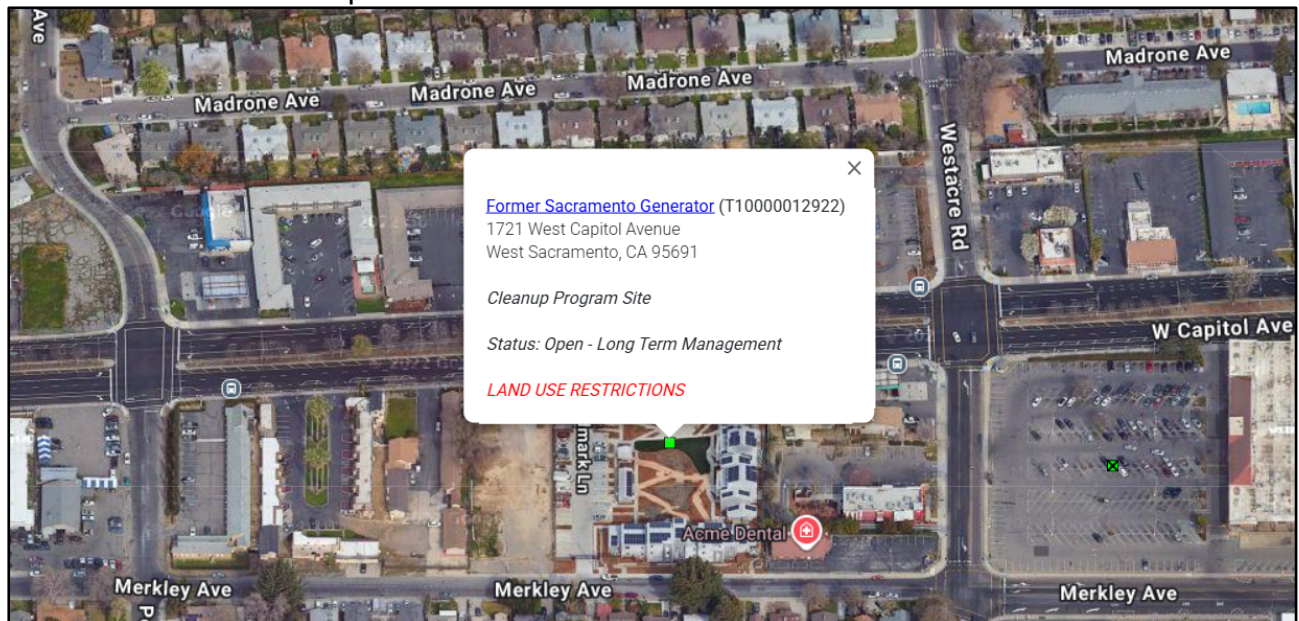 Ave
Madrone Ave
Madrone Ave
Madrone Ave
Madrone Ave
Westacre Rd
Former Sacramento Generator (T10000012922)
1721 West Capitol Avenue
West Sacramento, CA 95691
Cleanup Program Site
Status: Open - Long Term Management
LAND USE RESTRICTIONS
W Capitol Ave
mark Ln
Acme Dental
Merkley Ave
Merkley Ave
Merkley Ave